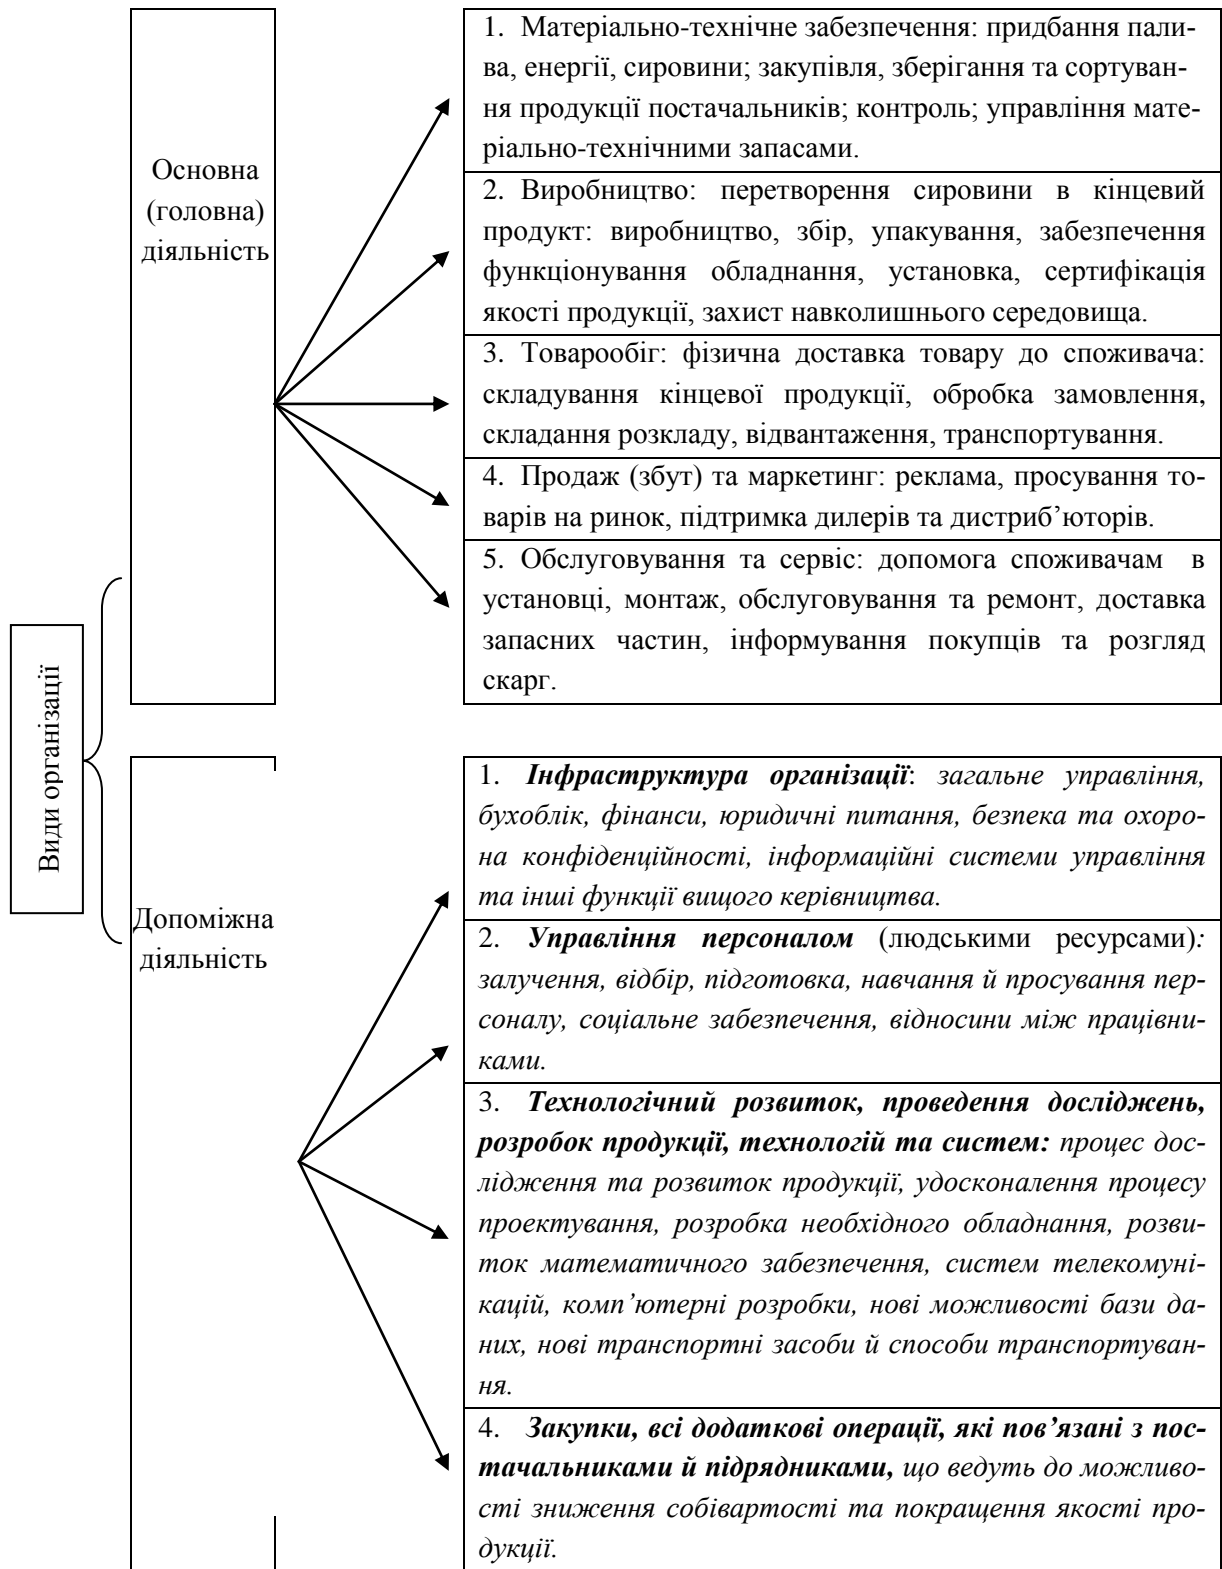 Види організації
Основна
(головна)
діяльність
1. Матеріально-технічне забезпечення: придбання пали-
ва, енергії, сировини; закупівля, зберігання та сортуван-
ня продукції постачальників; контроль; управління мате-
ріально-технічними запасами.
2. Виробництво: перетворення сировини в кінцевий
продукт: виробництво, збір, упакування, забезпечення
функціонування обладнання, установка, сертифікація
якості продукції, захист навколишнього середовища.
3. Товарообіг: фізична доставка товару до споживача:
складування кінцевої продукції, обробка замовлення,
складання розкладу, відвантаження, транспортування.
4. Продаж (збут) та маркетинг: реклама, просування то-
варів на ринок, підтримка дилерів та дистриб’юторів.
5. Обслуговування та сервіс: допомога споживачам в
установці, монтаж, обслуговування та ремонт, доставка
запасних частин, інформування покупців та розгляд
скарг.
Допоміжна
діяльність
1. Інфраструктура організації: загальне управління,
бухоблік, фінанси, юридичні питання, безпека та охоро-
на конфіденційності, інформаційні системи управління
та інші функції вищого керівництва.
2. Управління персоналом (людськими ресурсами):
залучення, відбір, підготовка, навчання й просування пер-
соналу, соціальне забезпечення, відносини між працівни-
ками.
3. Технологічний розвиток, проведення досліджень,
розробок продукції, технологій та систем: процес дос-
лідження та розвиток продукції, удосконалення процесу
проектування, розробка необхідного обладнання, розви-
ток математичного забезпечення, систем телекомуні-
кацій, комп’ютерні розробки, нові можливості бази да-
них, нові транспортні засоби й способи транспортуван-
ня.
4. Закупки, всі додаткові операції, які пов’язані з пос-
тачальниками й підрядниками, що ведуть до можливо-
сті зниження собівартості та покращення якості про-
дукції.